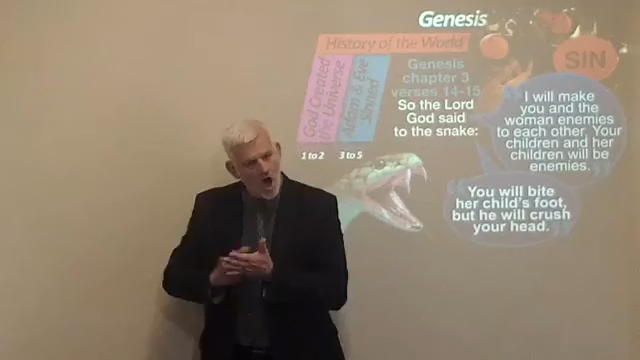 Genesis
History of the World
SIN
God Created
the Universe
Adam & Eve
Sinned
1 to 2
3 to 5
Genesis
chapter 3
verses 14-15
So the Lord
God said
to the snake:
I will make
you and the
woman enemies
to each other. Your
children and her
children will be
enemies.
You will bite
her child's foot,
but he will crush
your head.